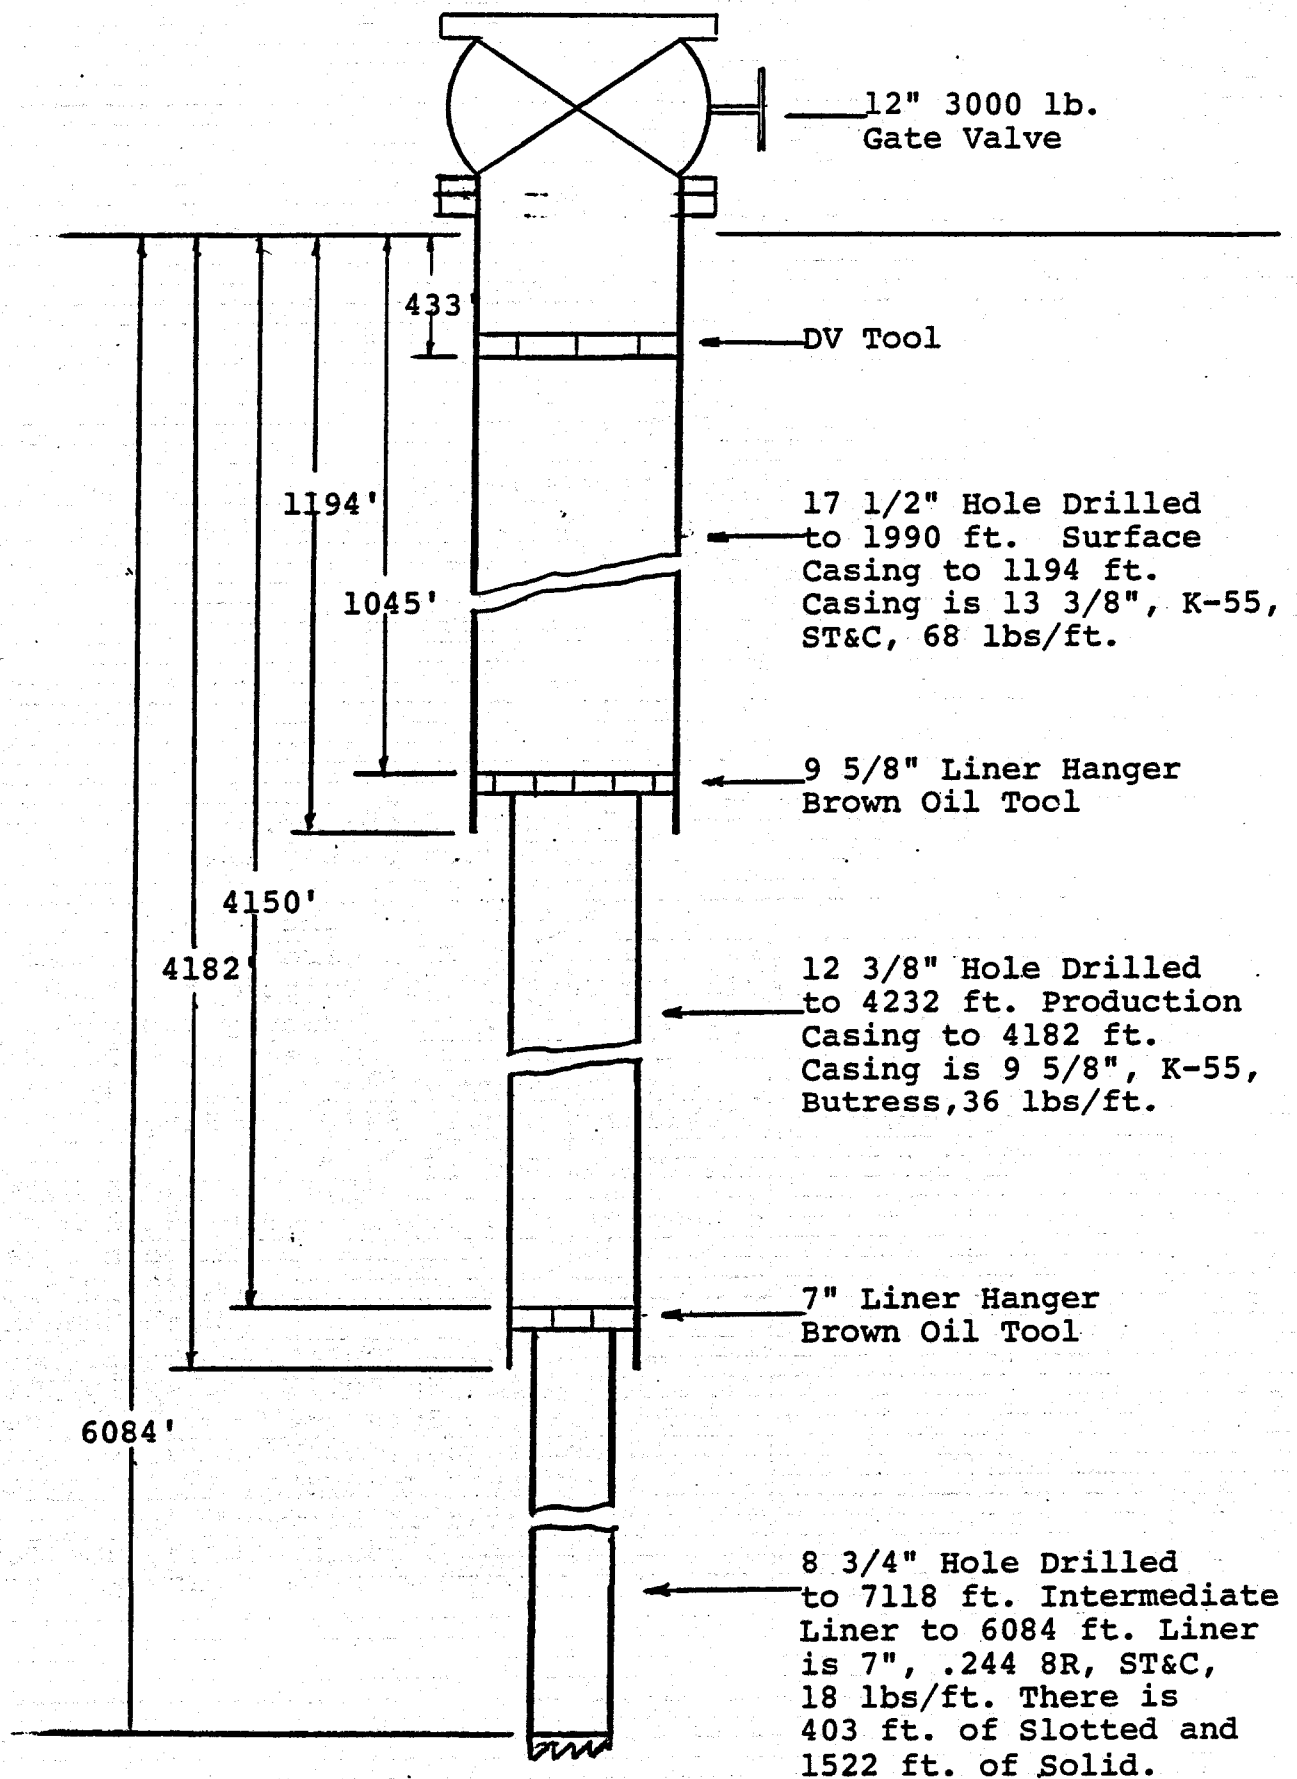 12" 3000 lb.
Gate Valve
433'
DV Tool
1194'
17 1/2" Hole Drilled
to 1990 ft. Surface
Casing to 1194 ft.
Casing is 13 3/8", K-55,
ST&C, 68 lbs/ft.
1045'
9 5/8" Liner Hanger
Brown Oil Tool
4150'
4182'
12 3/8" Hole Drilled
to 4232 ft. Production
Casing to 4182 ft.
Casing is 9 5/8", K-55,
Butress,36 lbs/ft.
7" Liner Hanger
Brown Oil Tool
6084'
8 3/4" Hole Drilled
to 7118 ft. Intermediate
Liner to 6084 ft. Liner
is 7", .244 8R, ST&C,
18 lbs/ft. There is
403 ft. of Slotted and
1522 ft. of Solid.